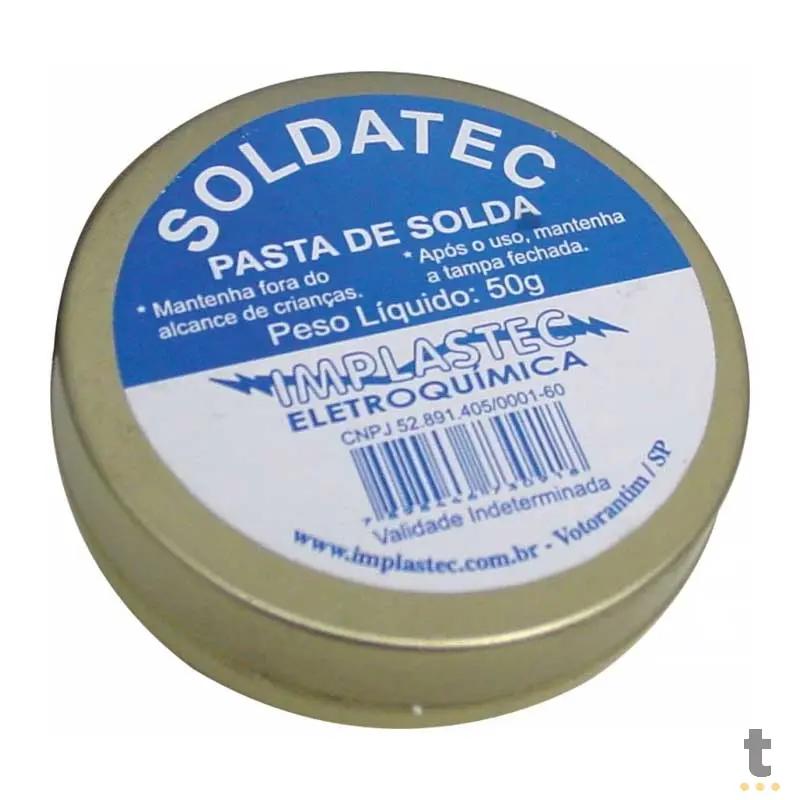 SOLDATEC
PASTA DE SOLDA
* Mantenha fora do
alcance de crianças.
* Após o uso, mantenha
a tampa fechada.
Peso Líquido: 50g
IMPLASTEC
ELETROQUÍMICA
CNPJ 52.891.405/0001-60
Validade Indeterminada
www.implastec.com.br - Votorantim / SP
t